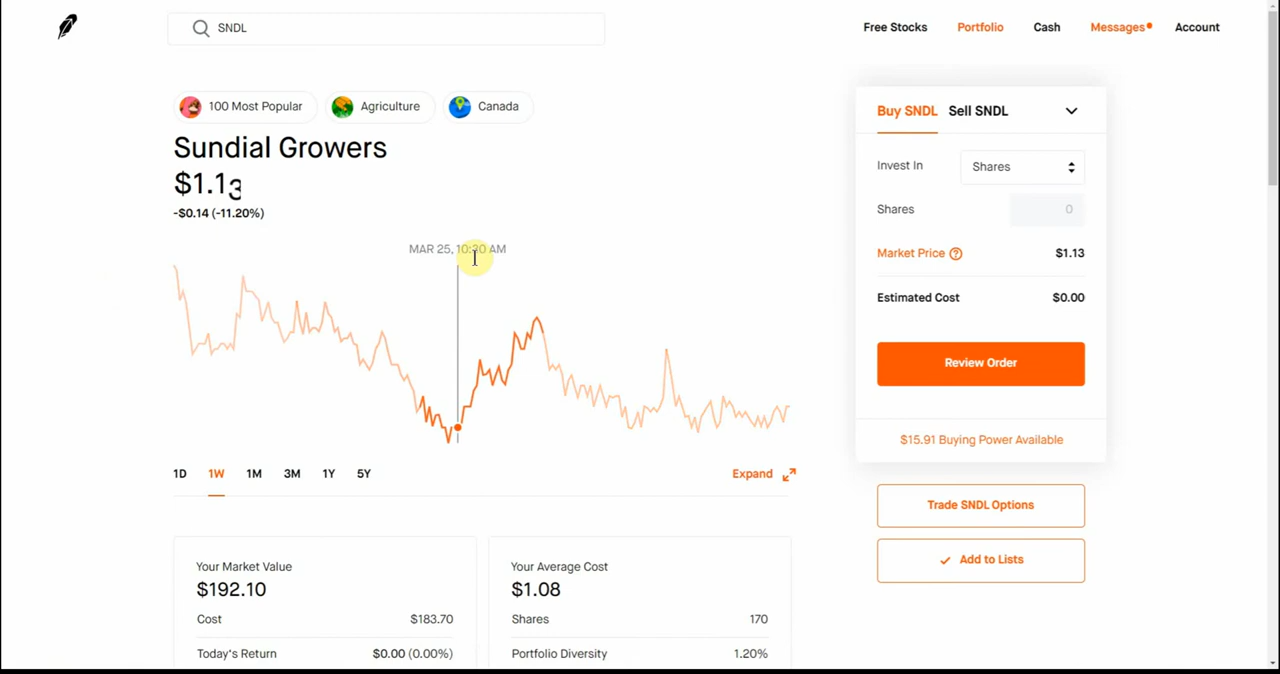 SNDL
Free Stocks
Portfolio
Cash
Messages
Account
100 Most Popular
Agriculture
Canada
Sundial Growers
$1.13
-$0.14 (-11.20%)
MAR 25, 10:30 AM
1D
1W
1M
3M
1Y
5Y
Expand
Your Market Value
$192.10
Cost
$183.70
Today's Return
$0.00 (0.00%)
Your Average Cost
$1.08
Shares
170
Portfolio Diversity
1.20%
Buy SNDL
Sell SNDL
Invest In
Shares
Shares
0
Market Price ?
$1.13
Estimated Cost
$0.00
Review Order
$15.91 Buying Power Available
Trade SNDL Options
Add to Lists